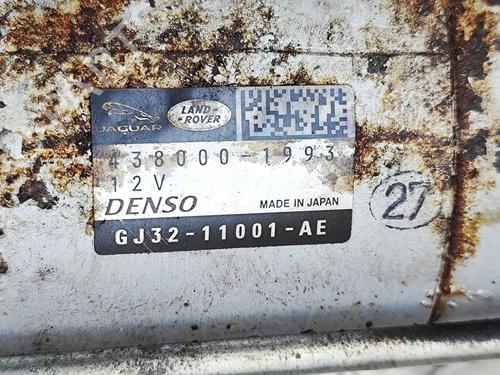 JAGUAR
LAND-
-ROVER
438000-1993
12V
DENSO MADE IN JAPAN
GJ32-11001-AE
27